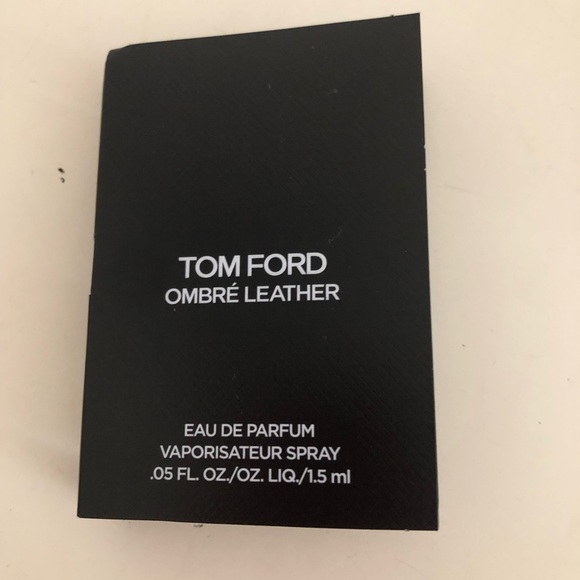 TOM FORD
OMBRÉ LEATHER
EAU DE PARFUM
VAPORISATEUR SPRAY
.05 FL. OZ./OZ. LIQ./1.5 ml